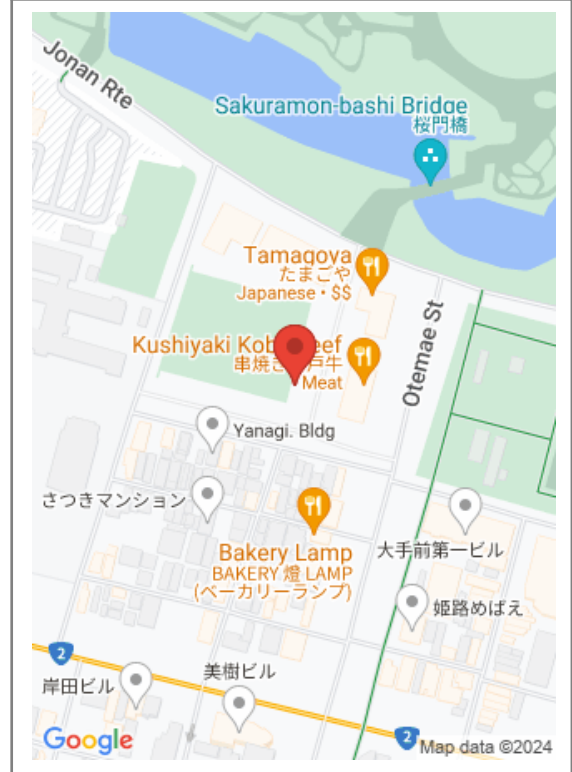 Jonan Rte
Sakuramon-bashi Bridge
桜門橋
Tamagoya
たまごや
Japanese • $$
Kushiyaki
串焼き
戸牛
Meat
Otemae St
Yanagi. Bldg
さつきマンション
Bakery Lamp
BAKERY 燈 LAMP
(ベーカリーランプ)
大手前第一ビル
姫路めばえ
2
岸田ビル
美樹ビル
2
Google
Map data ©2024